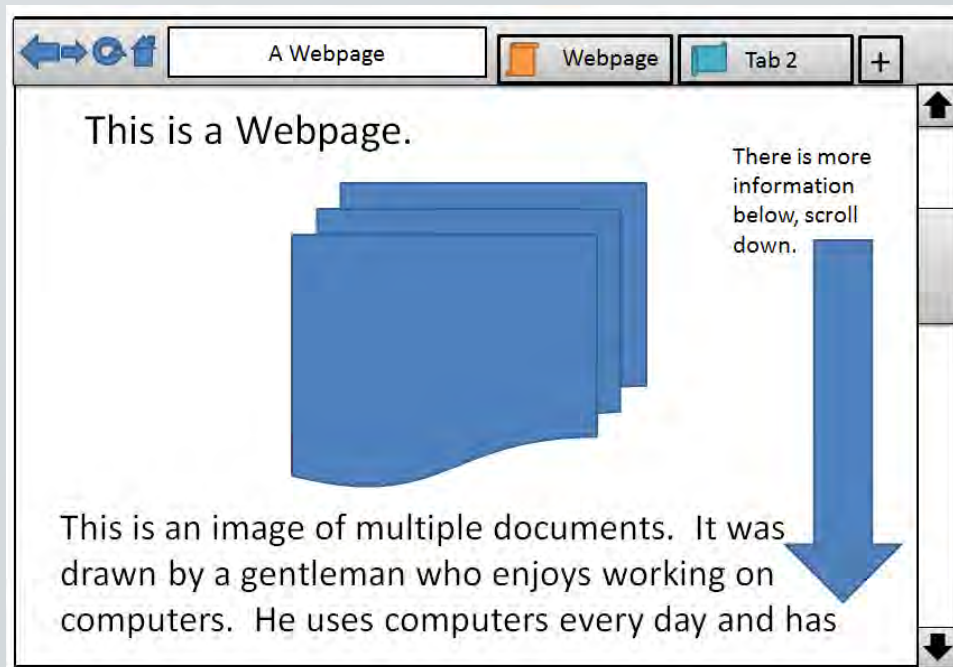 A Webpage
Webpage
Tab 2
+
This is a Webpage.
There is more
information
below, scroll
down.
This is an image of multiple documents.  It was
drawn by a gentleman who enjoys working on
computers.  He uses computers every day and has